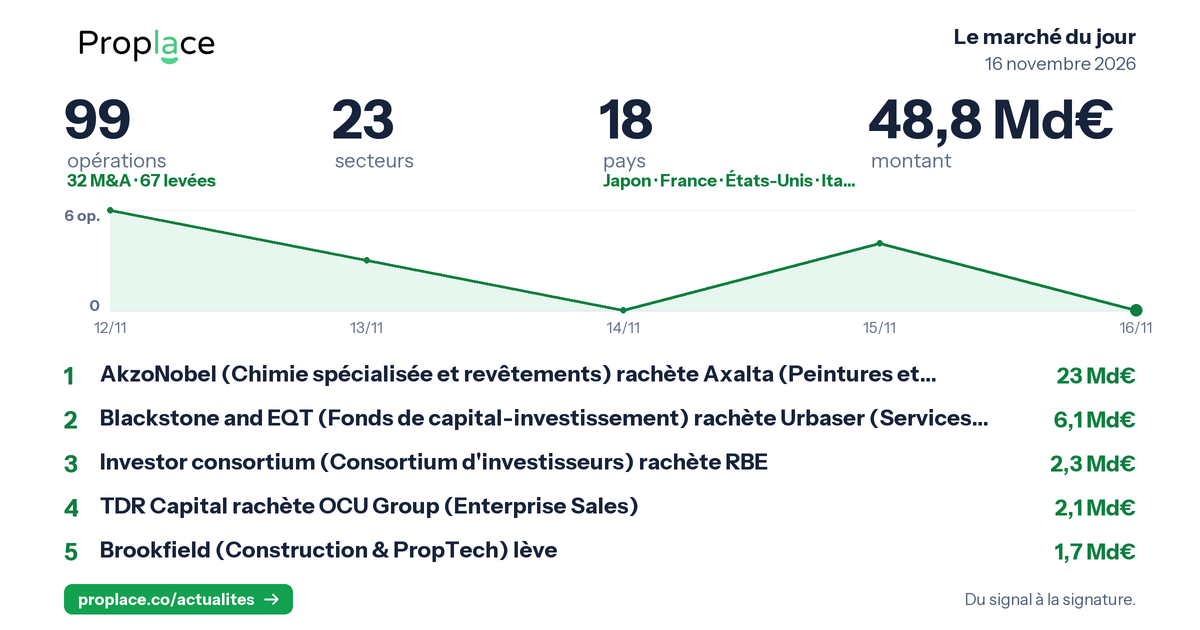 Proplace
Le marché du jour
16 novembre 2026
99
opérations
32 M&A · 67 levées
23
secteurs
18
pays
Japon · France · États-Unis · Ita...
48,8 Md€
montant
6 op.
0
12/11
13/11
14/11
15/11
16/11
1 AkzoNobel (Chimie spécialisée et revêtements) rachète Axalta (Peintures et... 23 Md€
2 Blackstone and EQT (Fonds de capital-investissement) rachète Urbaser (Services... 6,1 Md€
3 Investor consortium (Consortium d'investisseurs) rachète RBE 2,3 Md€
4 TDR Capital rachète OCU Group (Enterprise Sales) 2,1 Md€
5 Brookfield (Construction & PropTech) lève 1,7 Md€
proplace.co/actualites →
Du signal à la signature.